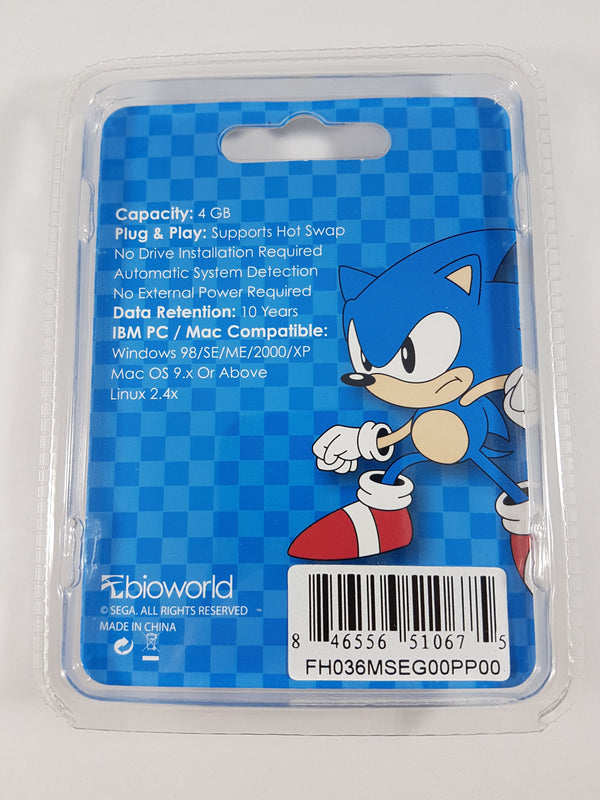 Capacity: 4 GB
Plug & Play: Supports Hot Swap
No Drive Installation Required
Automatic System Detection
No External Power Required
Data Retention: 10 Years
IBM PC / Mac Compatible:
Windows 98/SE/ME/2000/XP
Mac OS 9.x Or Above
Linux 2.4x
bioworld
© SEGA. ALL RIGHTS RESERVED
MADE IN CHINA
8 46556 51067 5
FH036MSEG00PP00